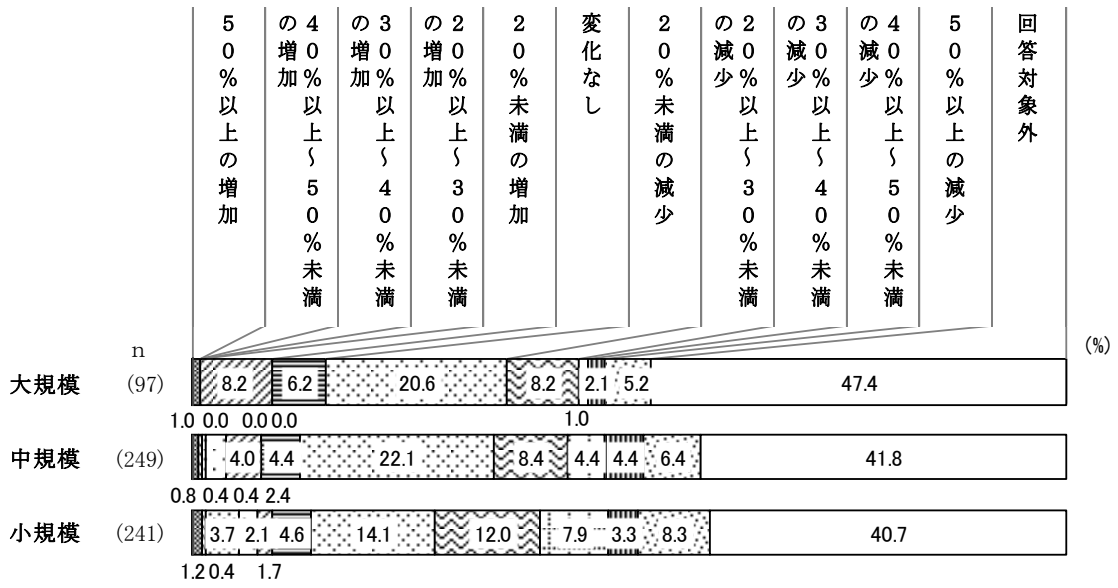 50％以上の増加
40％以上～50％未満の増加
30％以上～40％未満の増加
20％以上～30％未満の増加
20％未満の増加
変化なし
20％未満の減少
20％以上～30％未満の減少
30％以上～40％未満の減少
40％以上～50％未満の減少
50％以上の減少
回答対象外
(%)
n
大規模 (97) 8.2 6.2 20.6 8.2 2.1 5.2 47.4
1.0 0.0 0.0 0.0 1.0
中規模 (249) 4.0 4.4 22.1 8.4 4.4 4.4 6.4 41.8
0.8 0.4 0.4 2.4
小規模 (241) 3.7 2.1 4.6 14.1 12.0 7.9 3.3 8.3 40.7
1.2 0.4 1.7